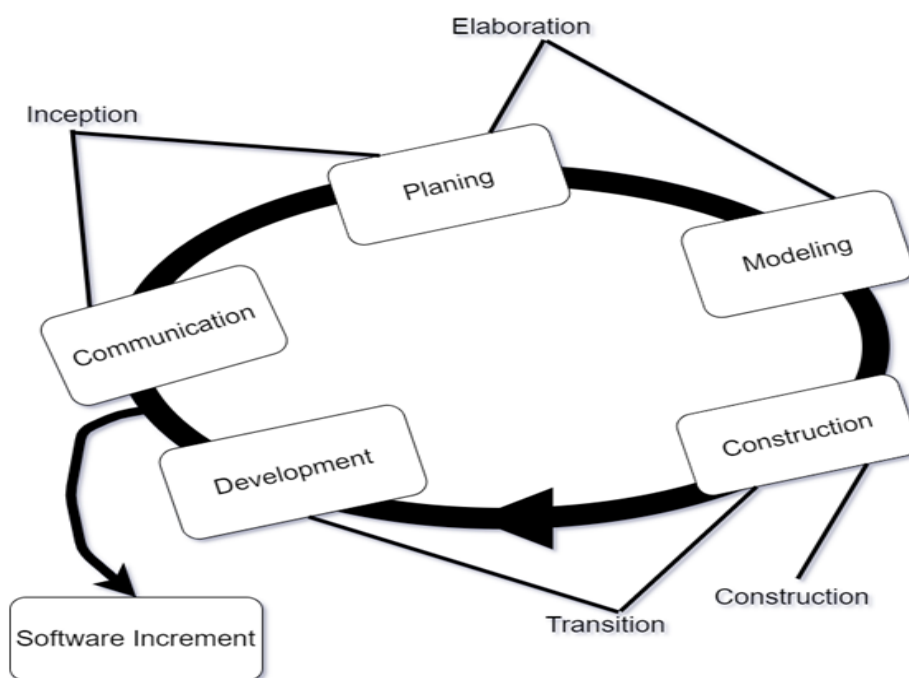 Elaboration
Inception
Planing
Modeling
Communication
Construction
Development
Construction
Transition
Software Increment